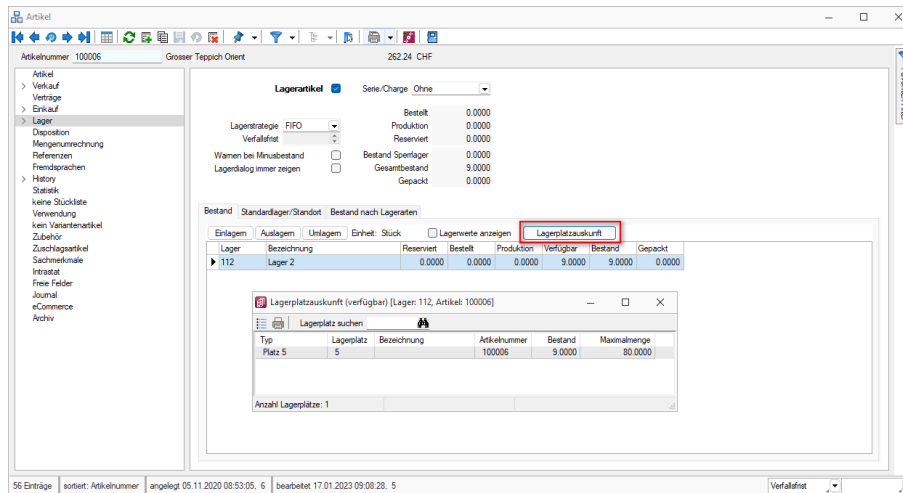 Artikel
Artikelnummer 100006 Grosser Teppich Orient 262.24 CHF
Artikel
Verkauf
Verträge
Einkauf
Lager
Disposition
Mengenumrechnung
Referenzen
Fremdsprachen
History
Statistik
keine Stückliste
Verwendung
kein Variantenartikel
Zubehör
Zuschlagsartikel
Sachmerkmale
Intrastat
Freie Felder
Journal
eCommerce
Archiv
Lagerartikel Serie/Charge Ohne
Bestellt 0.0000
Lagerstrategie FIFO Produktion 0.0000
Verfallsfrist Reserviert 0.0000
Warnen bei Minusbestand Bestand Sperrlager 0.0000
Lagerdialog immer zeigen Gesamtbestand 9.0000
Gepackt 0.0000
Bestand Standardlager/Standort Bestand nach Lagerarten
Einlagern Auslagern Umlagern Einheit: Stück Lagerwerte anzeigen Lagerplatzauskunft
Lager Bezeichnung Reserviert Bestellt Produktion Verfügbar Bestand Gepackt
112 Lager 2 0.0000 0.0000 0.0000 9.0000 9.0000 0.0000
Lagerplatzauskunft (verfügbar) [Lager: 112, Artikel: 100006]
Lagerplatz suchen
Typ Lagerplatz Bezeichnung Artikelnummer Bestand Maximalmenge
Platz 5 5 100006 9.0000 80.0000
Anzahl Lagerplätze: 1
56 Einträge sortiert: Artikelnummer angelegt 05.11.2020 08:53:05, 6 bearbeitet 17.01.2023 09:08:28, 5 Verfallsfrist